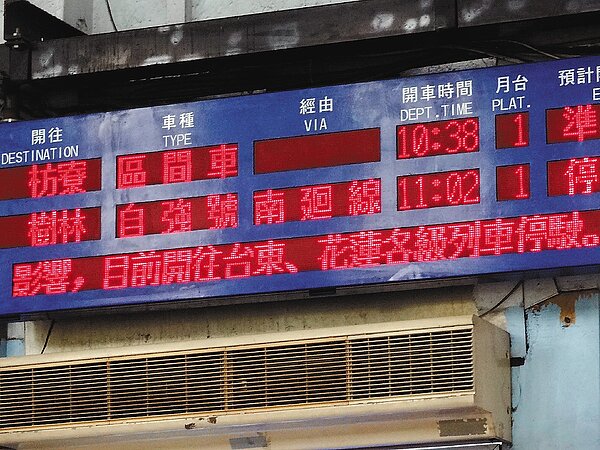 開往 車種 經由 開車時間 月台 預計
DESTINATION TYPE VIA DEPT.TIME PLAT. E
枋寮 區間車 10:38 1 準
樹林 自強號 南迴線 11:02 1 停
影響，目前開往台東、花蓮各級列車停駛。